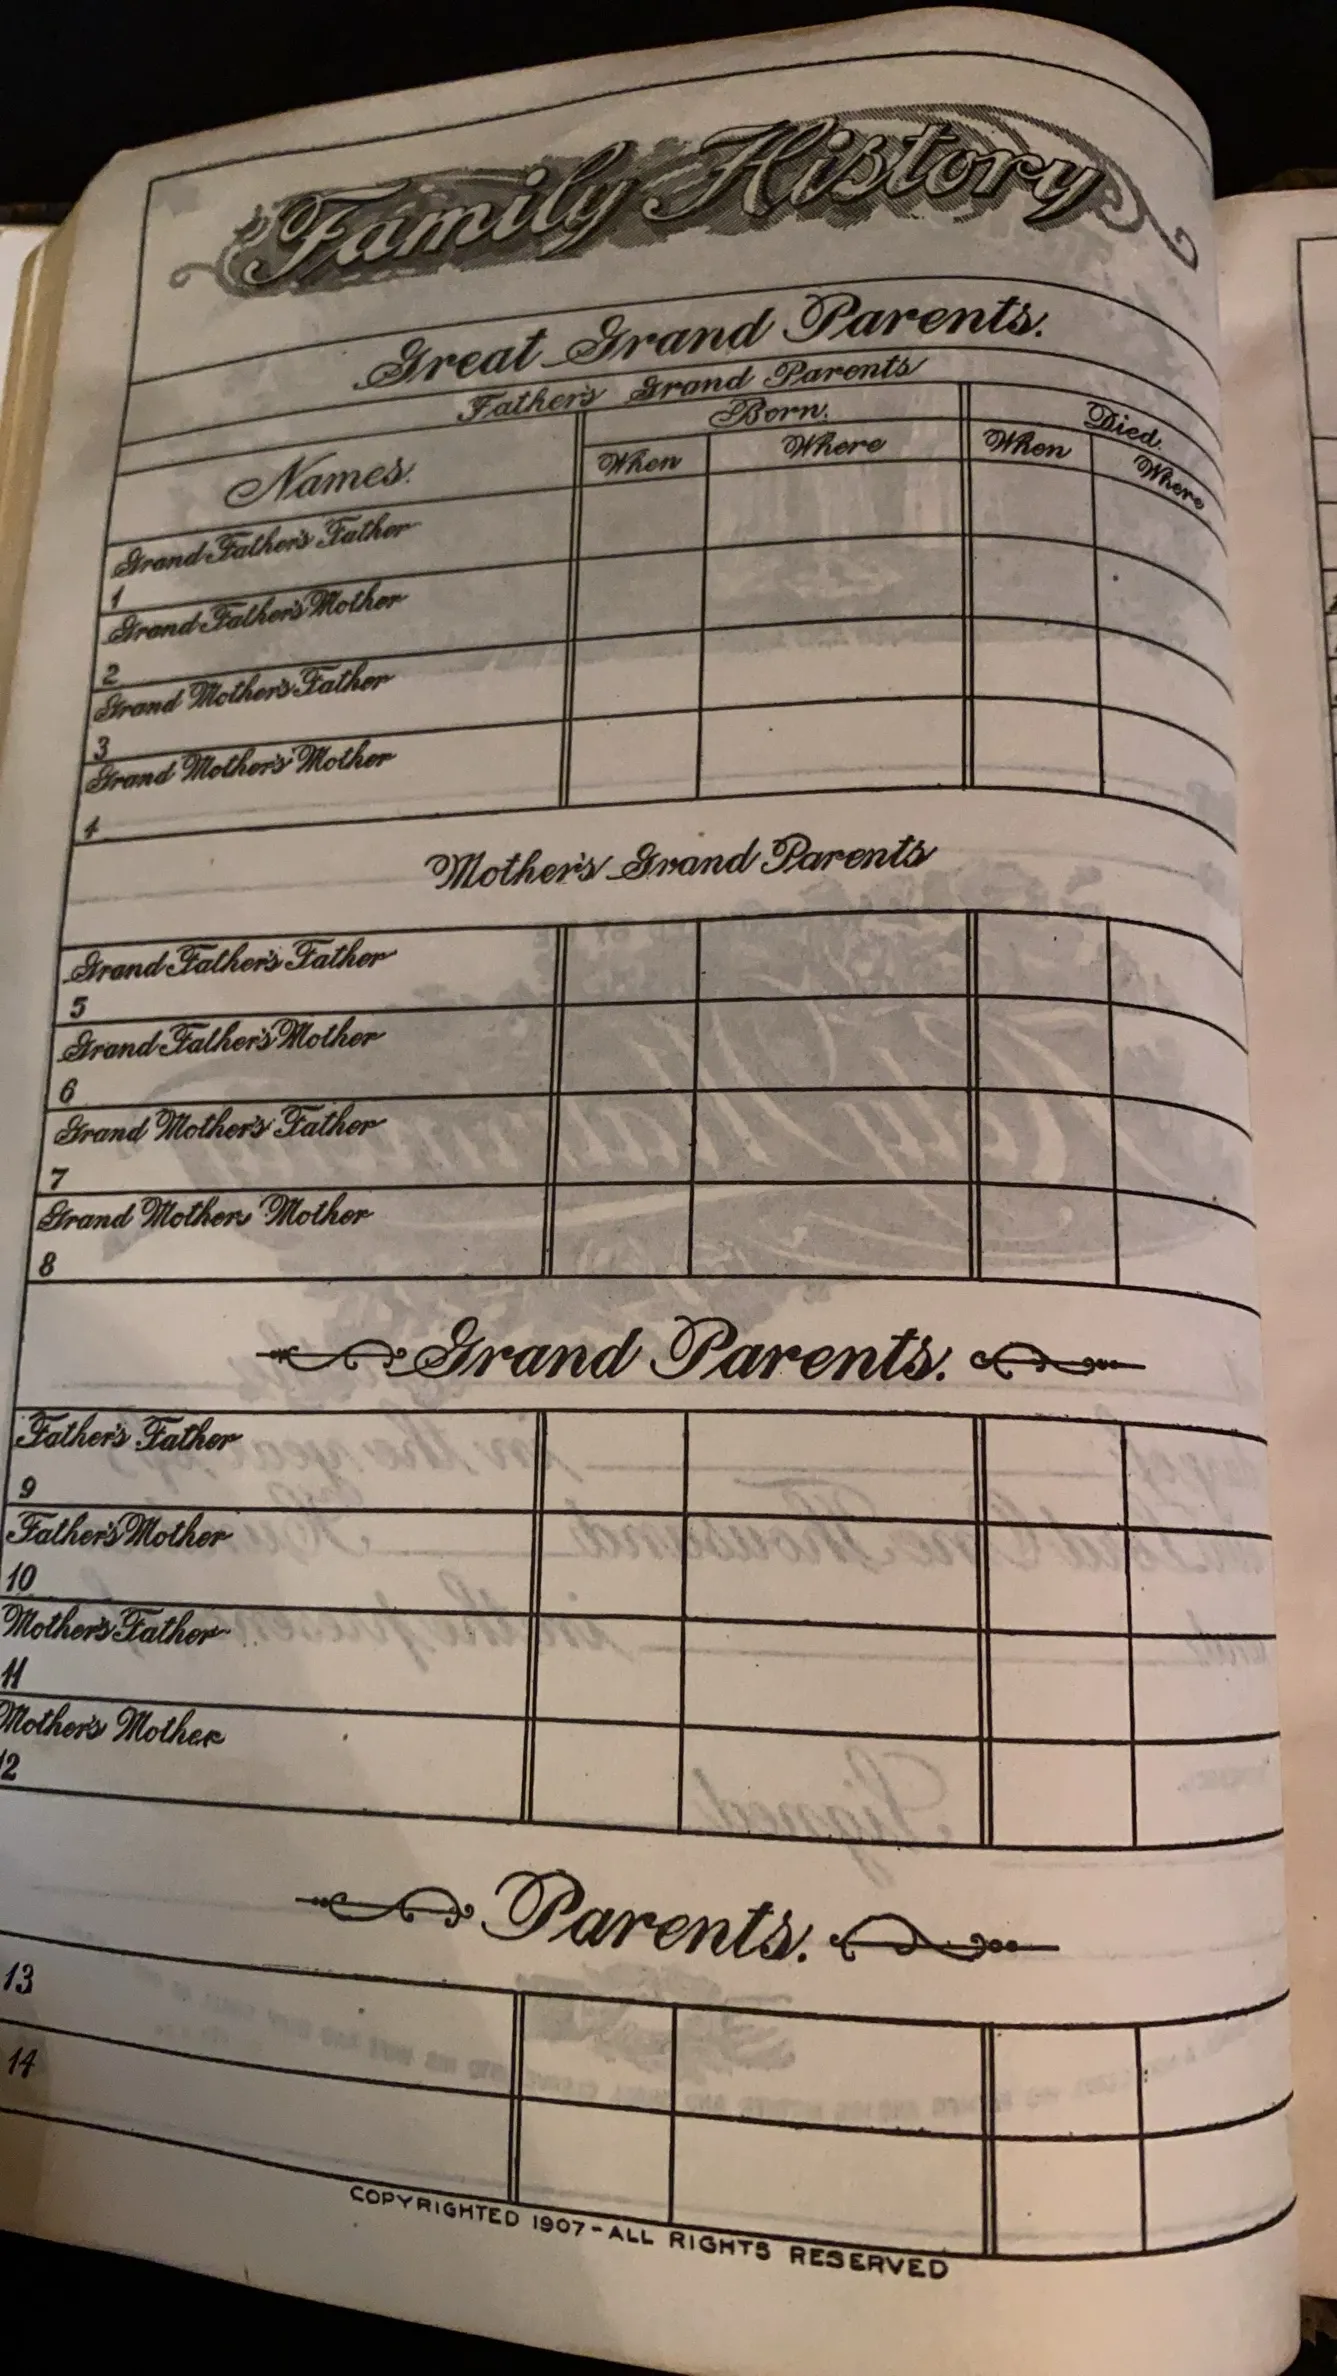 Family History
Great Grand Parents.
Father's Grand Parents
Names. Born. Died.
When Where When Where
Grand Father's Father
1
Grand Father's Mother
2
Grand Mother's Father
3
Grand Mother's Mother
4
Mother's Grand Parents
Grand Father's Father
5
Grand Father's Mother
6
Grand Mother's Father
7
Grand Mothers Mother
8
Grand Parents.
Father's Father
9
Father's Mother
10
Mother's Father
11
Mother's Mother
12
Parents.
13
14
COPYRIGHTED 1907-ALL RIGHTS RESERVED